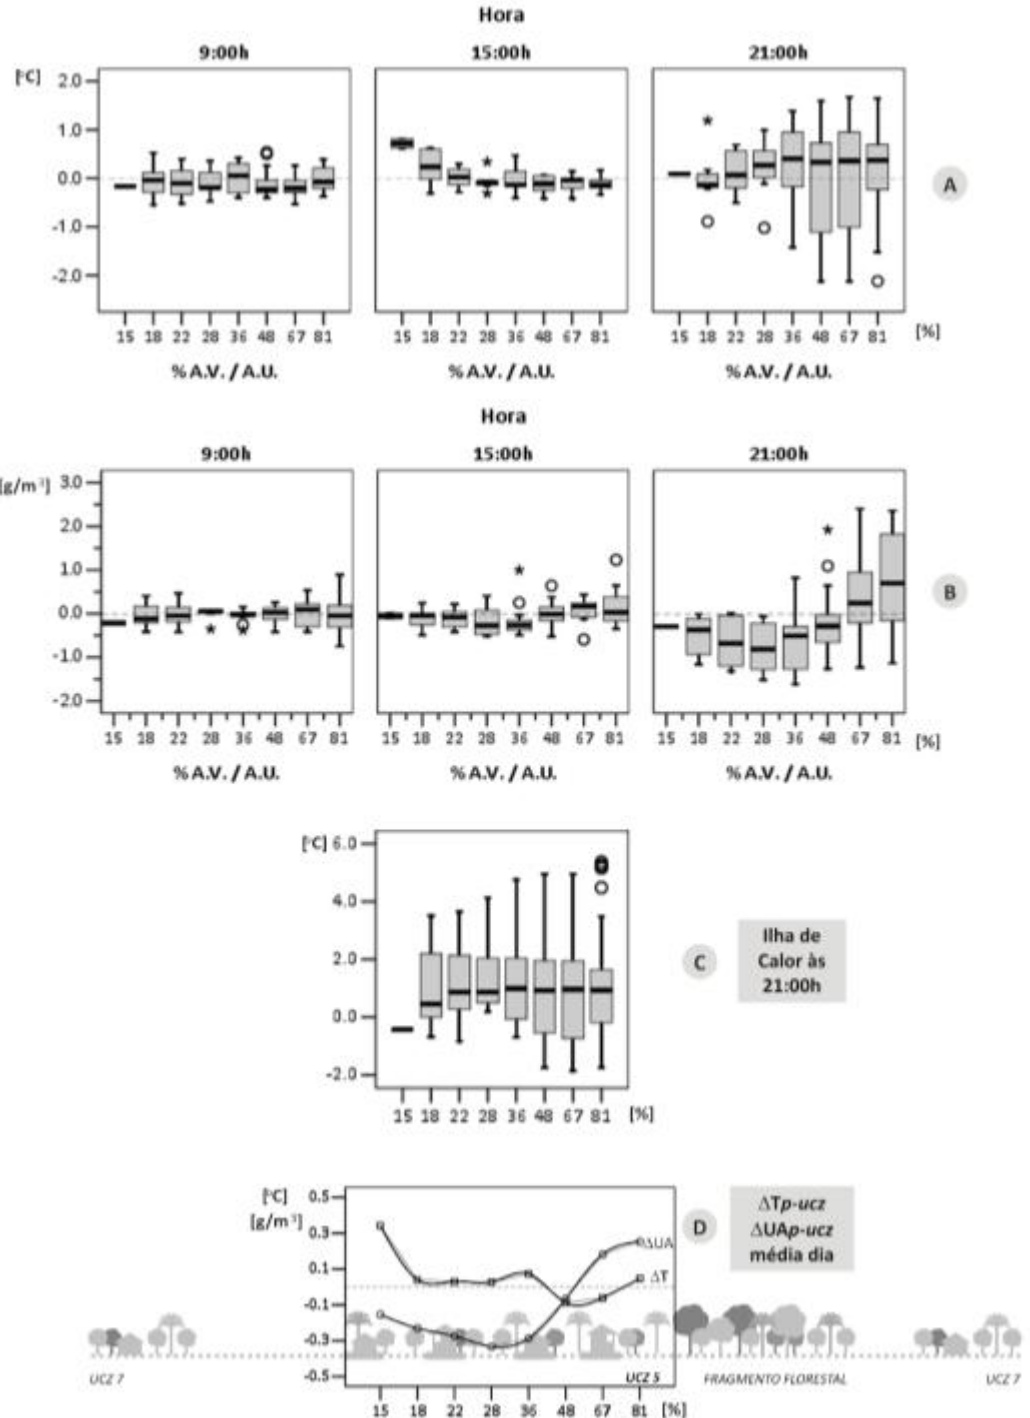 Hora
9:00h 15:00h 21:00h
[°C] 2.0
1.0
0.0
-1.0
-2.0
A
15 18 22 28 36 48 67 81 15 18 22 28 36 48 67 81 15 18 22 28 36 48 67 81 [%]
% A.V. / A.U. % A.V. / A.U. % A.V. / A.U.
Hora
9:00h 15:00h 21:00h
[g/m³] 3.0
2.0
1.0
0.0
-1.0
-2.0
B
15 18 22 28 36 48 67 81 15 18 22 28 36 48 67 81 15 18 22 28 36 48 67 81 [%]
% A.V. / A.U. % A.V. / A.U. % A.V. / A.U.
[°C] 6.0
4.0
2.0
0.0
-2.0
C
Ilha de
Calor às
21:00h
15 18 22 28 36 48 67 81 [%]
[°C]
[g/m³]
0.5
0.3
0.1
-0.1
-0.3
-0.5
ΔUA
ΔT
D
ΔTp-ucz
ΔUAp-ucz
média dia
UCZ 7 UCZ 5 FRAGMENTO FLORESTAL UCZ 7
15 18 22 28 36 48 67 81 [%]